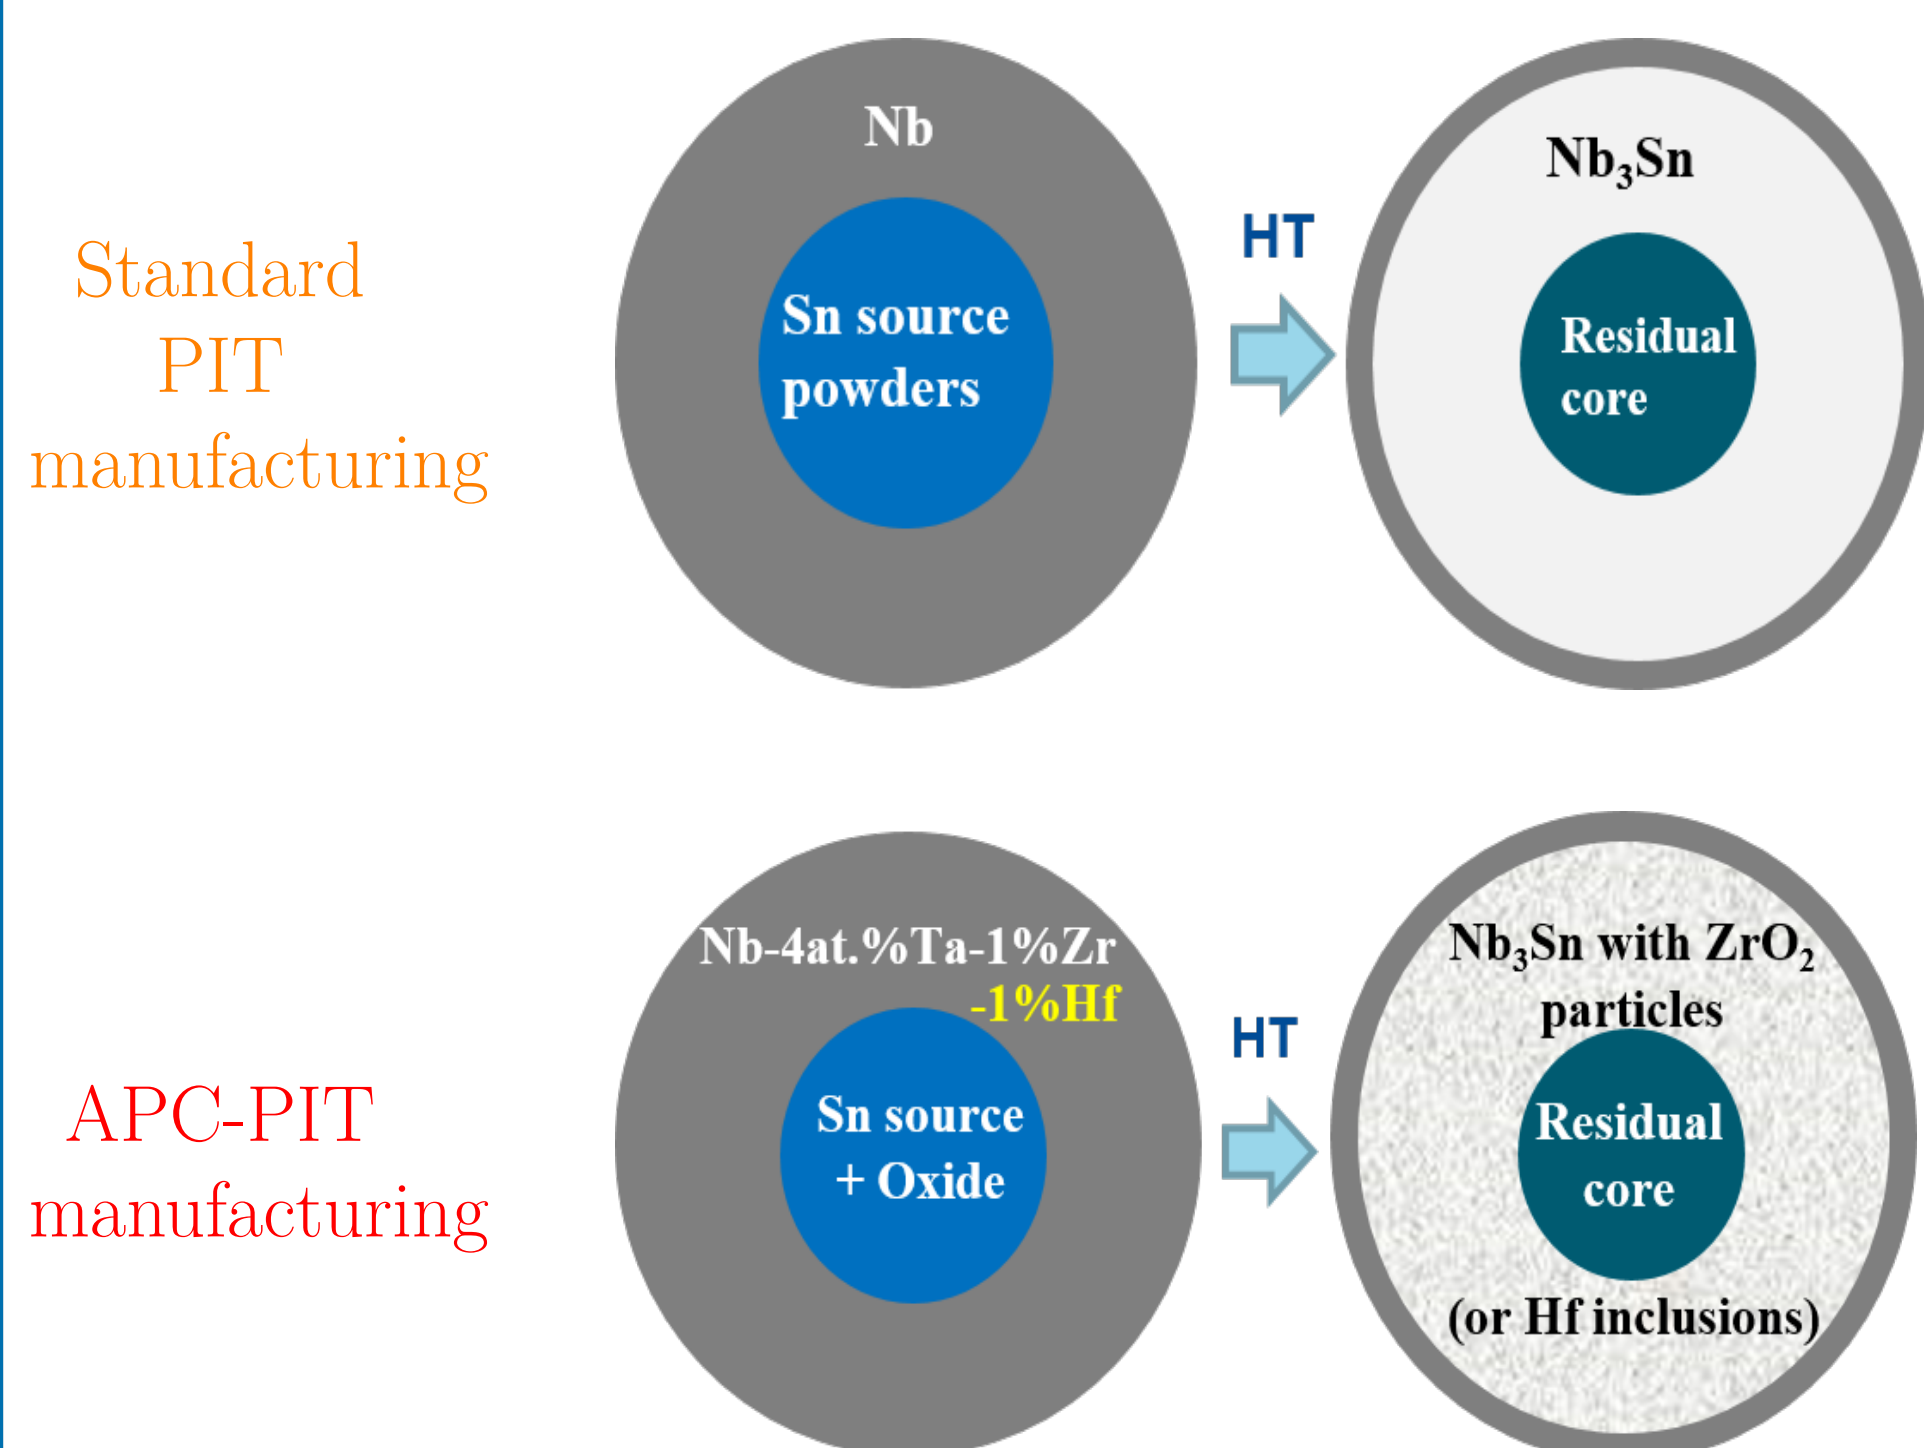 Standard
PIT
manufacturing
Nb
Sn source
powders
HT
Nb₃Sn
Residual
core
APC-PIT
manufacturing
Nb-4at.%Ta-1%Zr
-1%Hf
Sn source
+ Oxide
HT
Nb₃Sn with ZrO₂
particles
Residual
core
(or Hf inclusions)